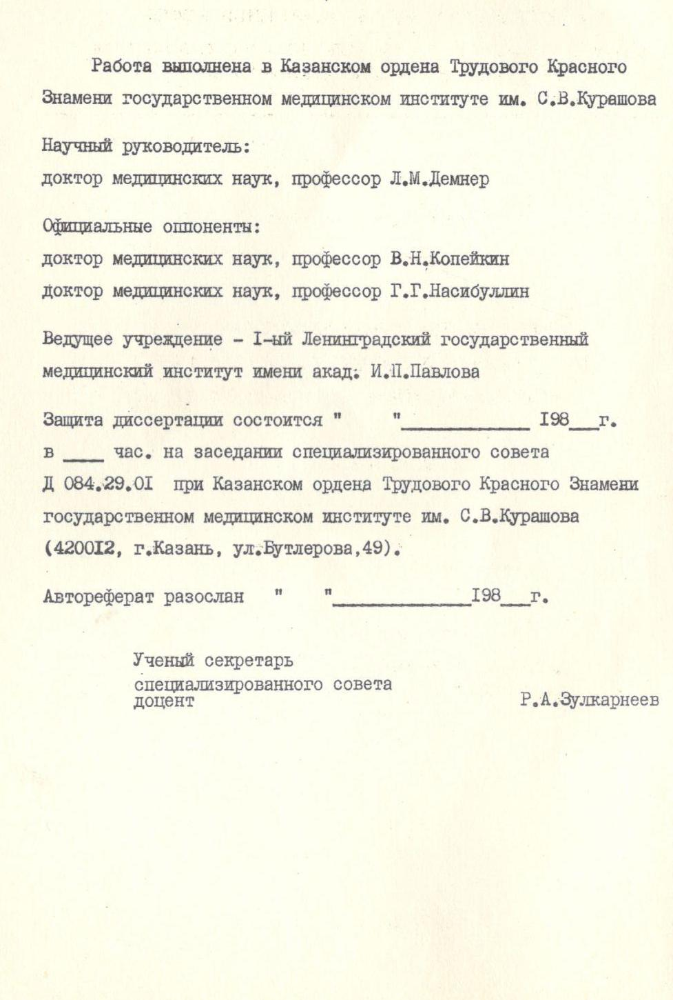 Работа выполнена в Казанском ордена Трудового Красного
Знамени государственном медицинском институте им. С.В.Курашова
Научный руководитель:
доктор медицинских наук, профессор Л.М.Демнер
Официальные оппоненты:
доктор медицинских наук, профессор В.Н.Копейкин
доктор медицинских наук, профессор Г.Г.Насибуллин
Ведущее учреждение - I-ый Ленинградский государственный
медицинский институт имени акад. И.П.Павлова
Защита диссертации состоится " "_____________ I98___г.
в ____ час. на заседании специализированного совета
Д 084.29.0I при Казанском ордена Трудового Красного Знамени
государственном медицинском институте им. С.В.Курашова
(4200I2, г.Казань, ул.Бутлерова,49).
Автореферат разослан " "______________I98___г.
Ученый секретарь
специализированного совета
доцент Р.А.Зулкарнеев